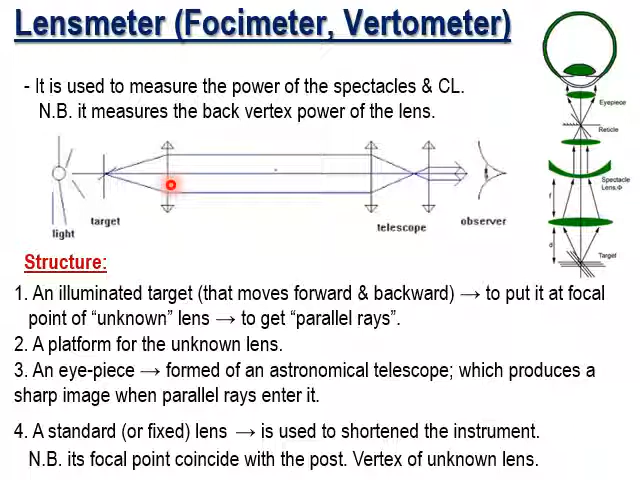 Lensmeter (Focimeter, Vertometer)
- It is used to measure the power of the spectacles & CL.
N.B. it measures the back vertex power of the lens.
light
target
telescope
observer
Eyepiece
Reticle
Spectacle
Lens,Φ
f
d
Target
Structure:
1. An illuminated target (that moves forward & backward) → to put it at focal
point of “unknown” lens → to get “parallel rays”.
2. A platform for the unknown lens.
3. An eye-piece → formed of an astronomical telescope; which produces a
sharp image when parallel rays enter it.
4. A standard (or fixed) lens → is used to shortened the instrument.
N.B. its focal point coincide with the post. Vertex of unknown lens.